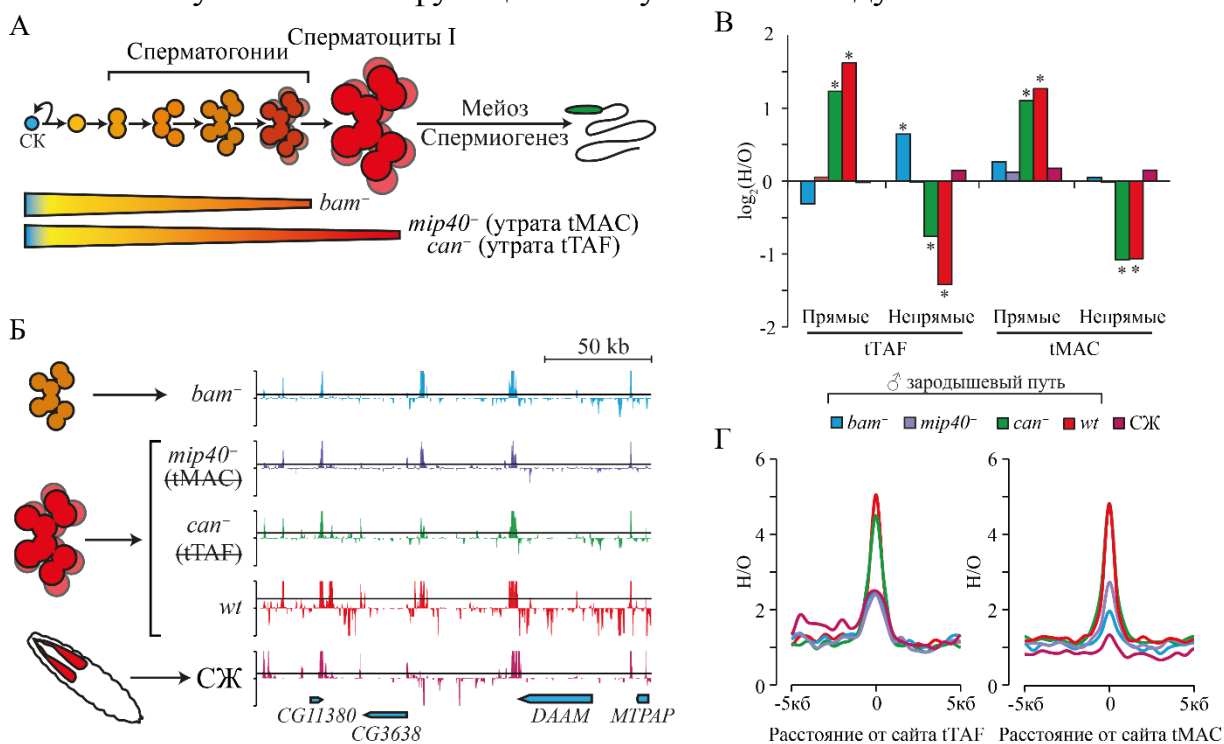 А
Сперматогонии
Сперматоциты I
СК
Мейоз
Спермиогенез
bam⁻
mip40⁻ (утрата tMAC)
can⁻ (утрата tTAF)
Б
50 kb
bam⁻
mip40⁻
(tMAC)
can⁻
(tTAF)
wt
СЖ
CG11380
CG3638
DAAM
MTPAP
В
log₂(Н/О)
2
1
0
-1
-2
* * * * * * * * *
Прямые Непрямые Прямые Непрямые
tTAF tMAC
♂ зародышевый путь
bam⁻ mip40⁻ can⁻ wt СЖ
Г
Н/О
6
4
2
0
-5кб 0 5кб
Расстояние от сайта tTAF
Н/О
6
4
2
0
-5кб 0 5кб
Расстояние от сайта tMAC